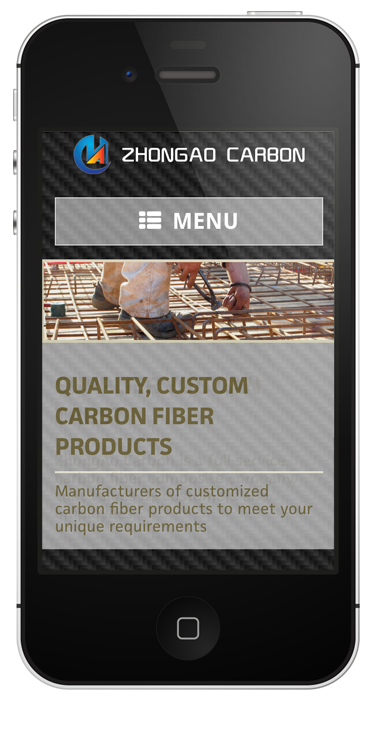 ZHONGAO CARBON
MENU
QUALITY, CUSTOM
CARBON FIBER
PRODUCTS
Manufacturers of customized
carbon fiber products to meet your
unique requirements